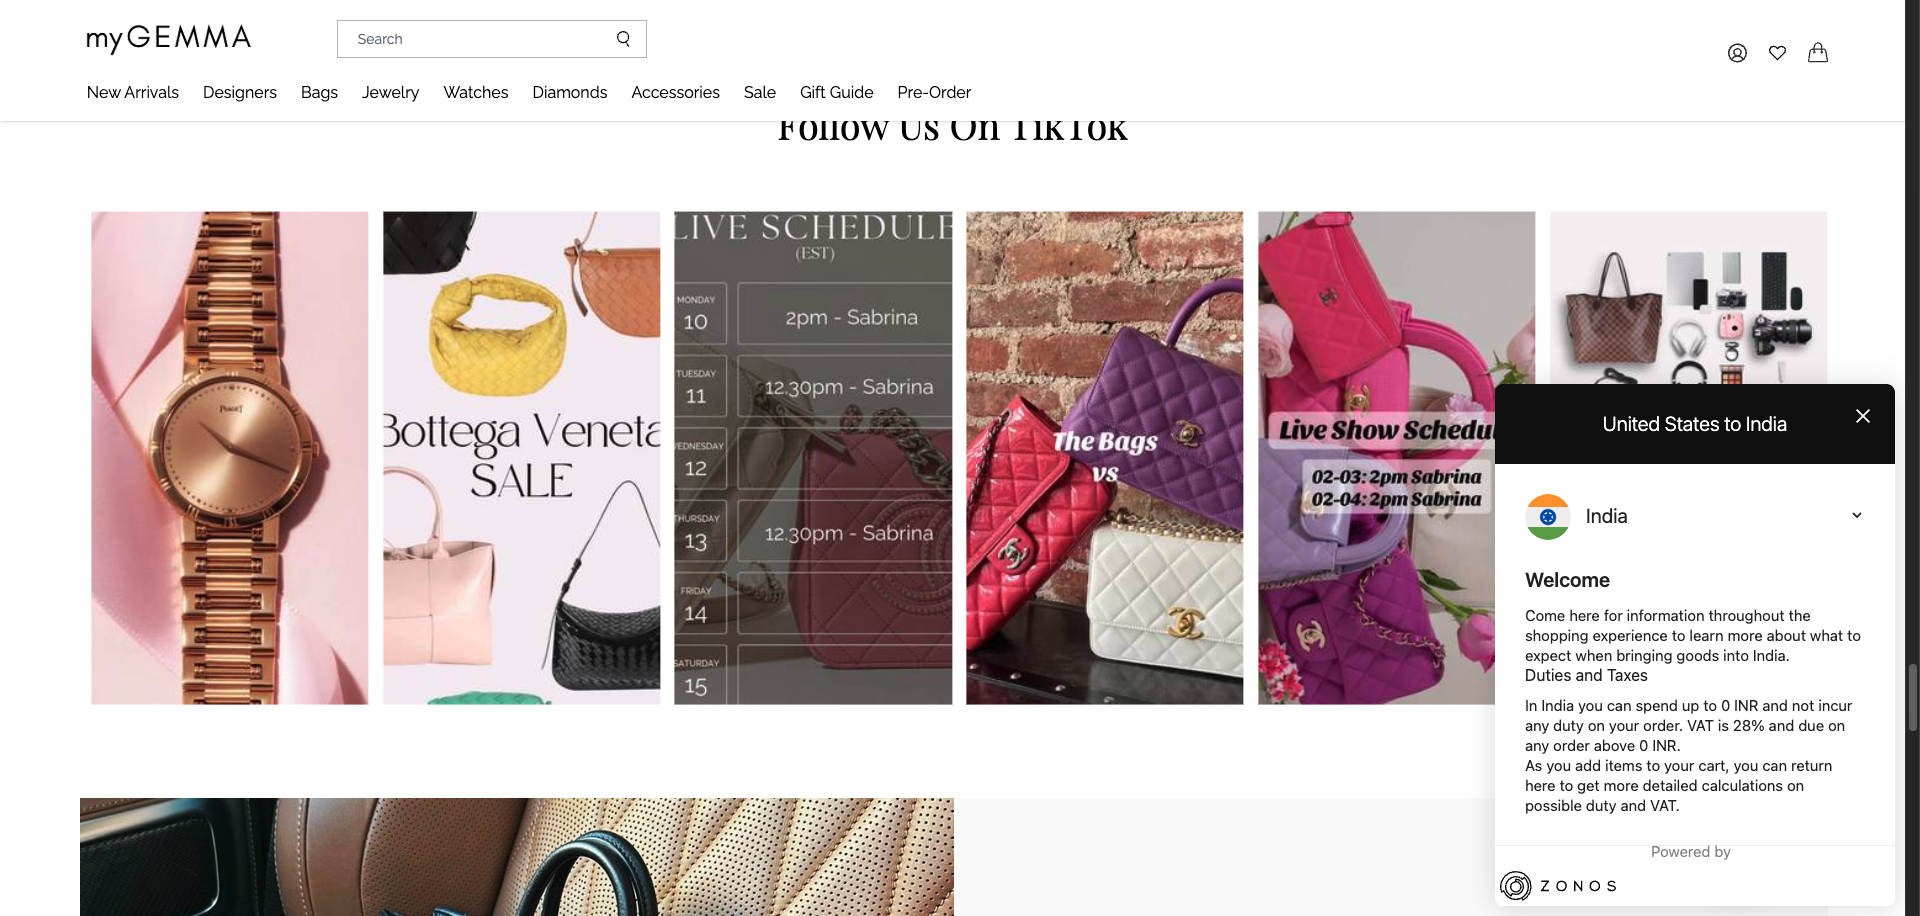 myGEMMA
Search
New Arrivals Designers Bags Jewelry Watches Diamonds Accessories Sale Gift Guide Pre-Order
Follow Us On TikTok
PIAGET
Bottega Veneta
SALE
LIVE SCHEDULE
(EST)
MONDAY
10
2pm - Sabrina
TUESDAY
11
12.30pm - Sabrina
WEDNESDAY
12
THURSDAY
13
12.30pm - Sabrina
FRIDAY
14
SATURDAY
15
The Bags
vs
Live Show Schedu
02-03: 2pm Sabrina
02-04: 2pm Sabrina
United States to India
India
Welcome
Come here for information throughout the
shopping experience to learn more about what to
expect when bringing goods into India.
Duties and Taxes
In India you can spend up to 0 INR and not incur
any duty on your order. VAT is 28% and due on
any order above 0 INR.
As you add items to your cart, you can return
here to get more detailed calculations on
possible duty and VAT.
Powered by
ZONOS